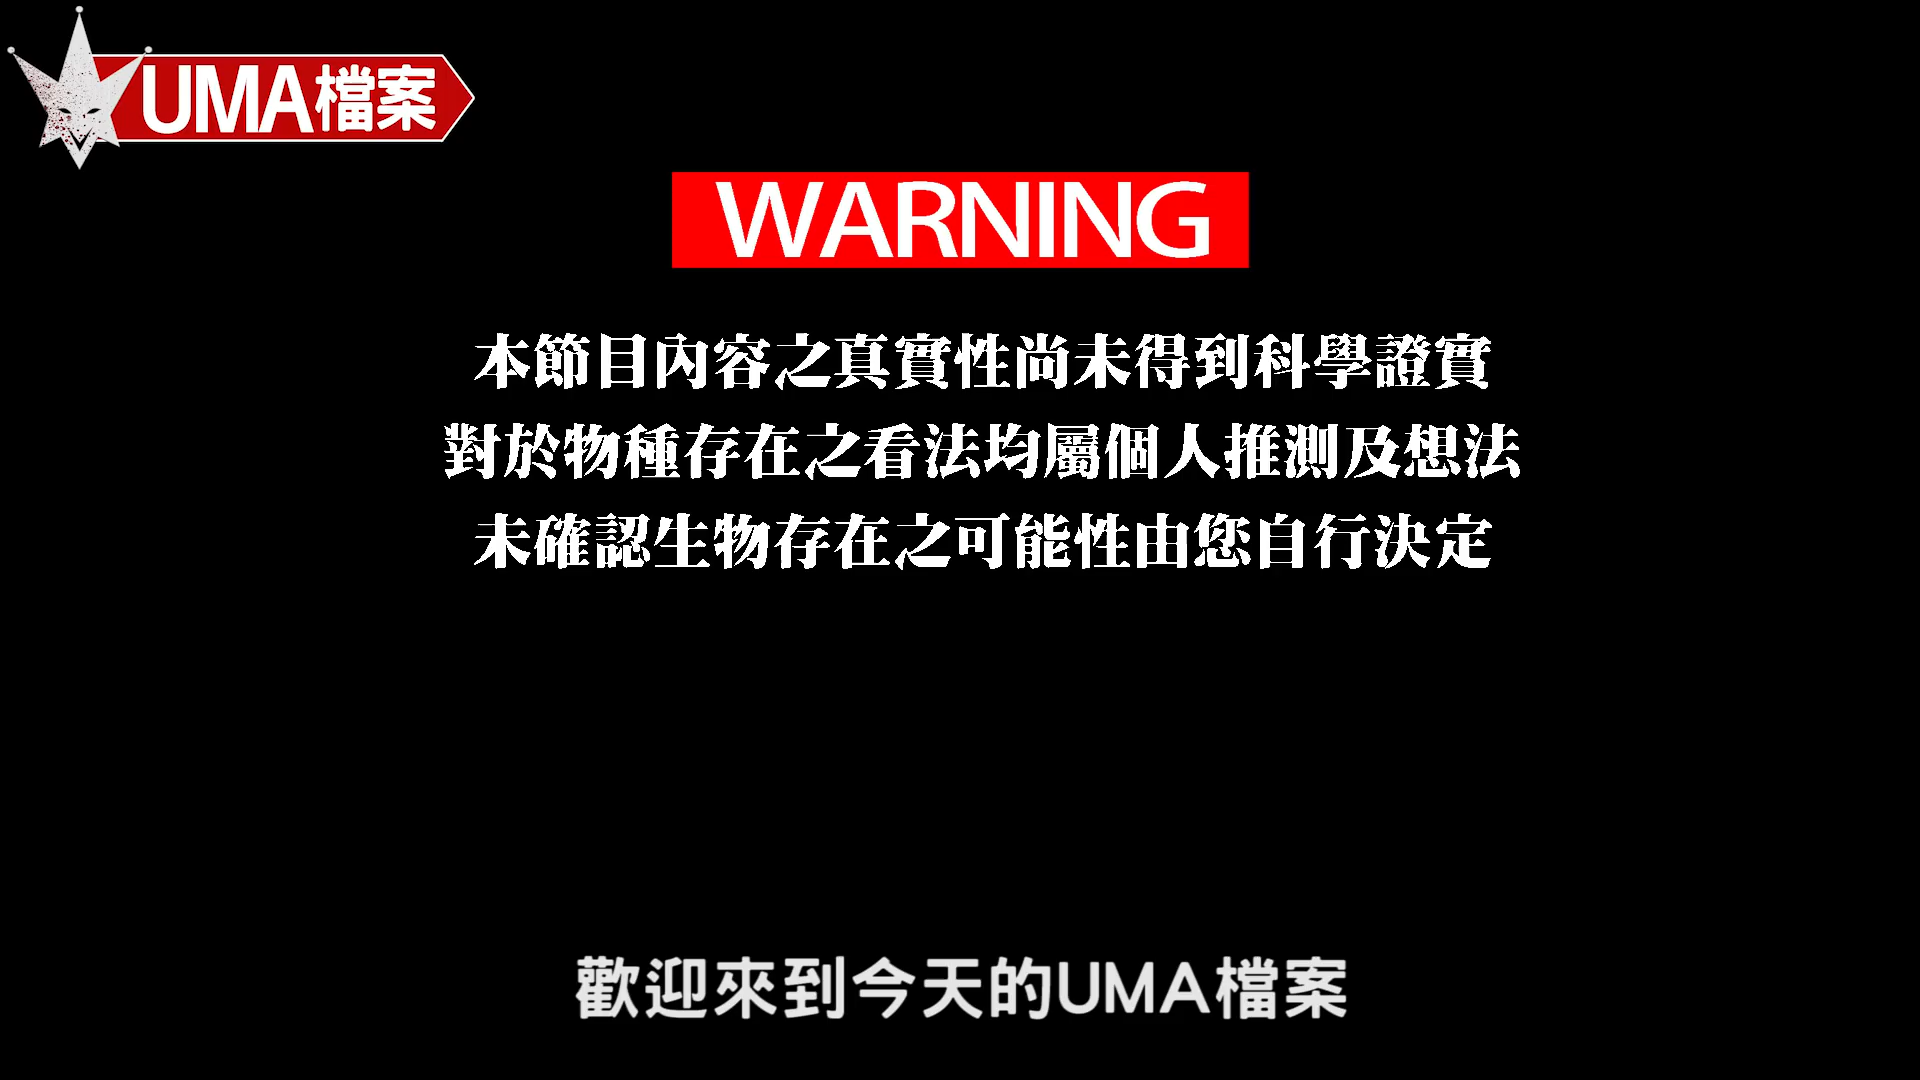 UMA檔案
WARNING
本節目內容之真實性尚未得到科學證實
對於物種存在之看法均屬個人推測及想法
未確認生物存在之可能性由您自行決定
歡迎來到今天的UMA檔案